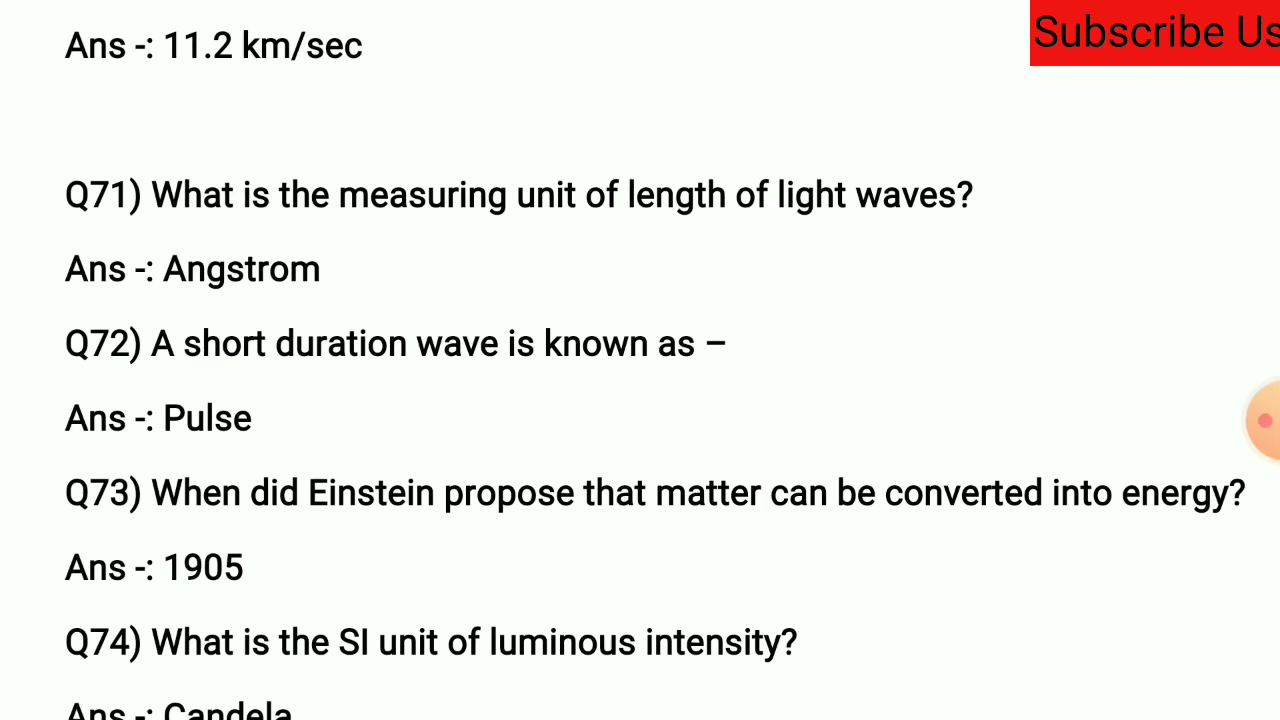 Ans -: 11.2 km/sec
Subscribe Us
Q71) What is the measuring unit of length of light waves?
Ans -: Angstrom
Q72) A short duration wave is known as –
Ans -: Pulse
Q73) When did Einstein propose that matter can be converted into energy?
Ans -: 1905
Q74) What is the SI unit of luminous intensity?
Ans -: Candela